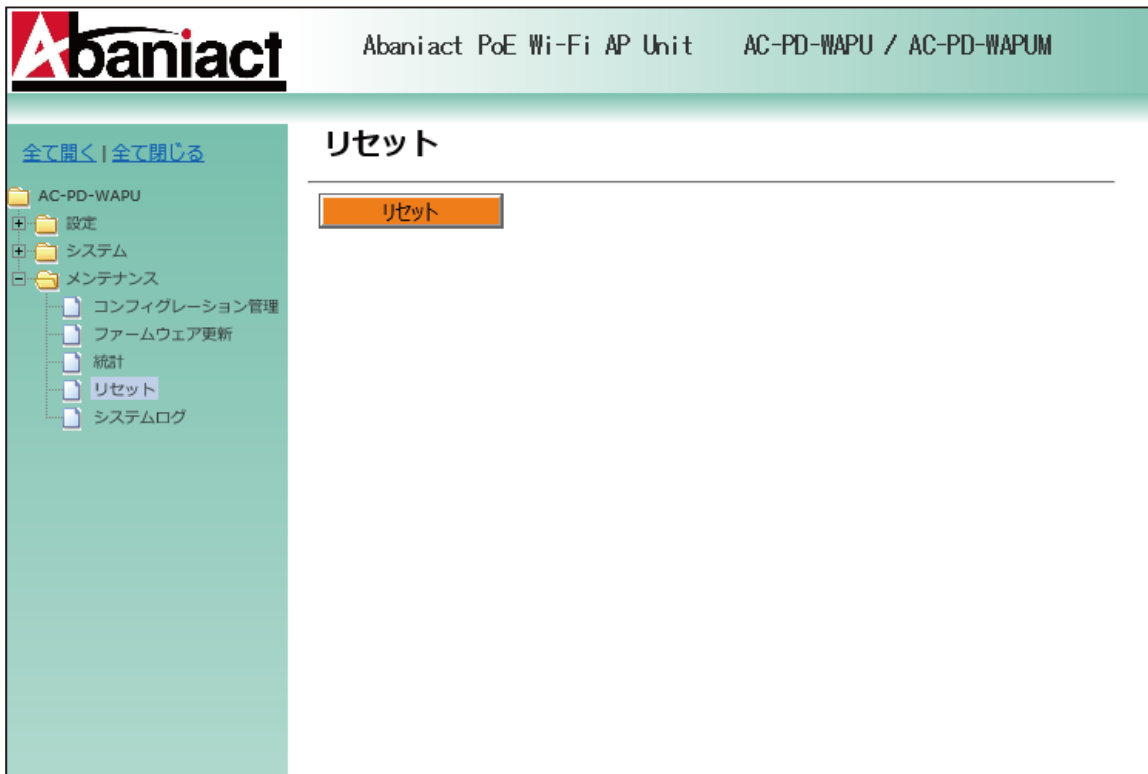 Abaniact
Abaniact PoE Wi-Fi AP Unit AC-PD-WAPU / AC-PD-WAPUM
全て開く | 全て閉じる
AC-PD-WAPU
設定
システム
メンテナンス
コンフィグレーション管理
ファームウェア更新
統計
リセット
システムログ
リセット
リセット